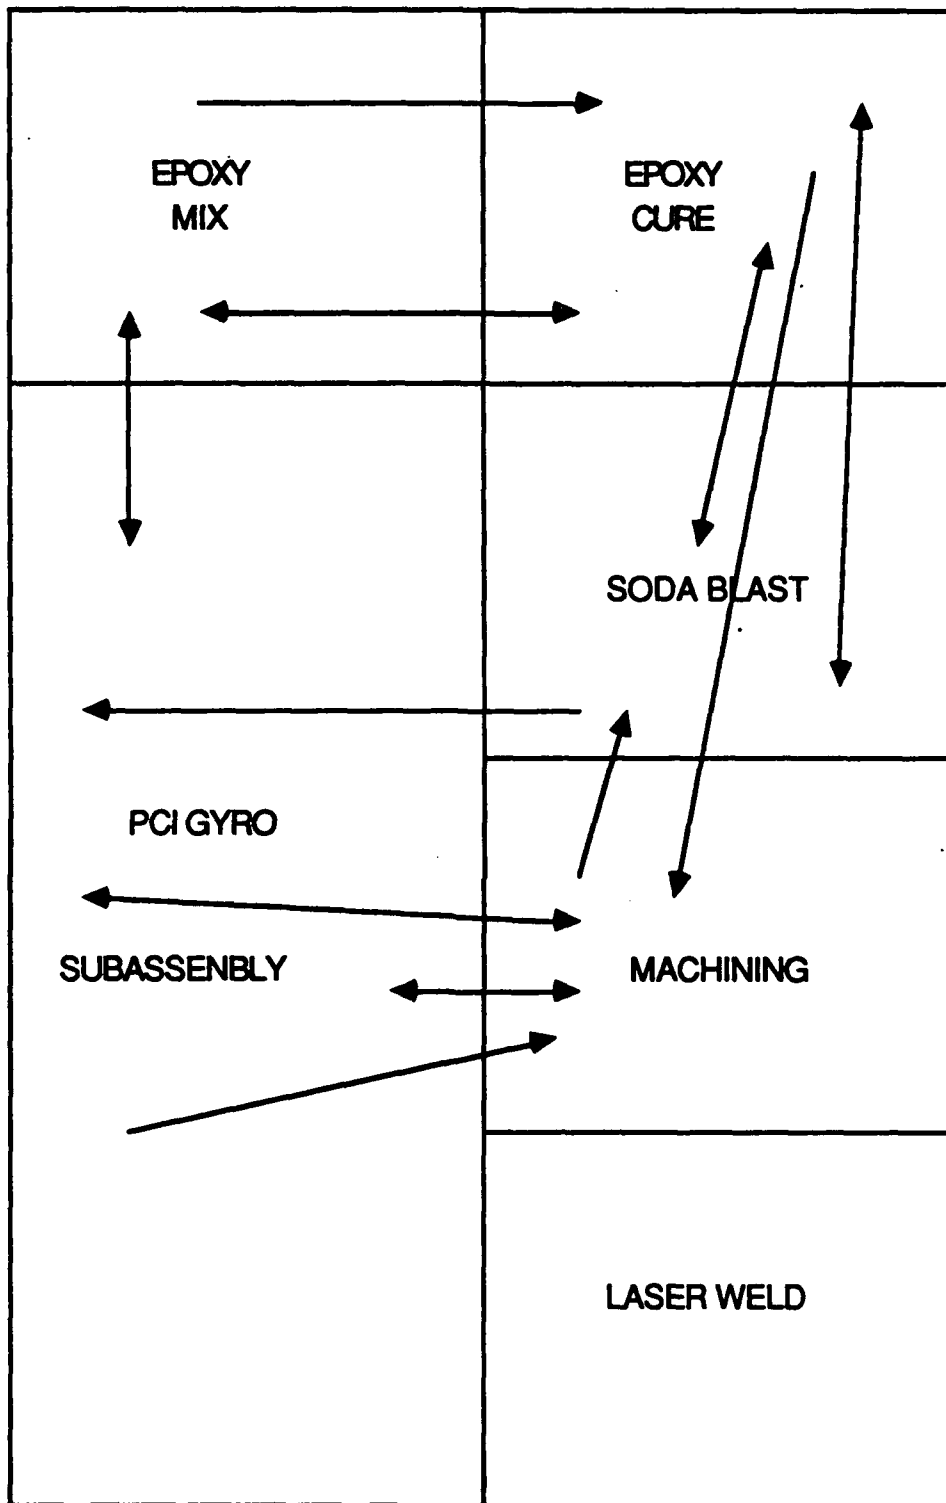 EPOXY
MIX
EPOXY
CURE
SODA BLAST
PCI GYRO
SUBASSENBLY
MACHINING
LASER WELD